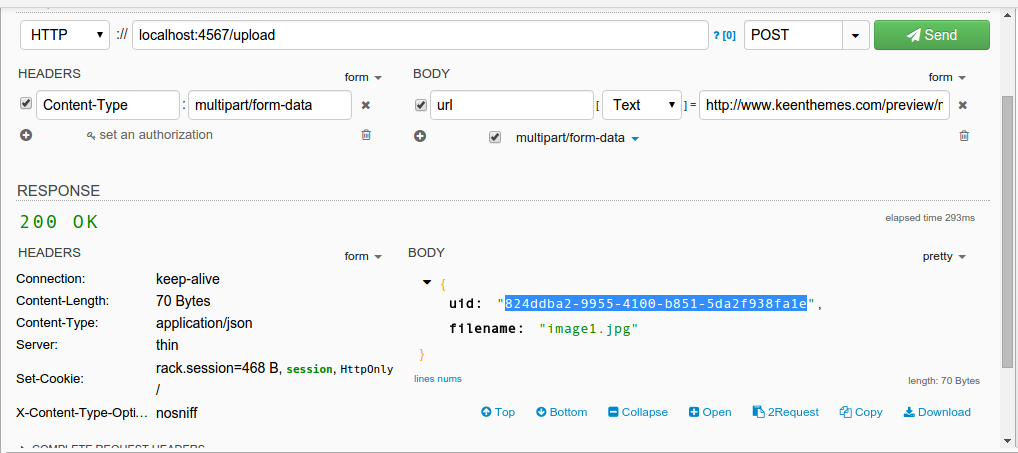 HTTP :// localhost:4567/upload ? [0] POST Send
HEADERS form
Content-Type : multipart/form-data
set an authorization
BODY form
url [ Text ] = http://www.keenthemes.com/preview/
multipart/form-data
RESPONSE
200 OK
elapsed time 293ms
HEADERS form
Connection: keep-alive
Content-Length: 70 Bytes
Content-Type: application/json
Server: thin
Set-Cookie: rack.session=468 B, session, HttpOnly
/
X-Content-Type-Opti... nosniff
BODY pretty
{
uid: "824ddba2-9955-4100-b851-5da2f938fa1e",
filename: "image1.jpg"
}
lines nums
length: 70 Bytes
Top Bottom Collapse Open 2Request Copy Download
COMPLETE REQUEST HEADERS